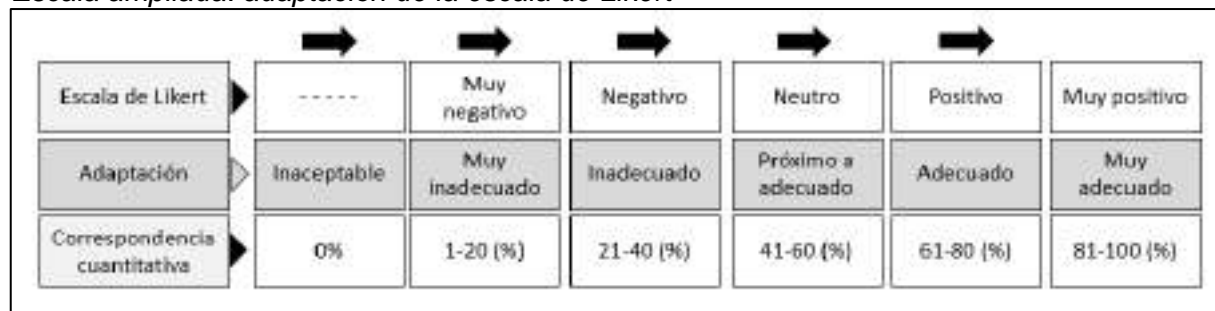 Escala ampliada: adaptación de la escala de Likert
Escala de Likert
-----
Muy
negativo
Negativo
Neutro
Positivo
Muy positivo
Adaptación
Inaceptable
Muy
inadecuado
Inadecuado
Próximo a
adecuado
Adecuado
Muy
adecuado
Correspondencia
cuantitativa
0%
1-20 (%)
21-40 (%)
41-60 (%)
61-80 (%)
81-100 (%)